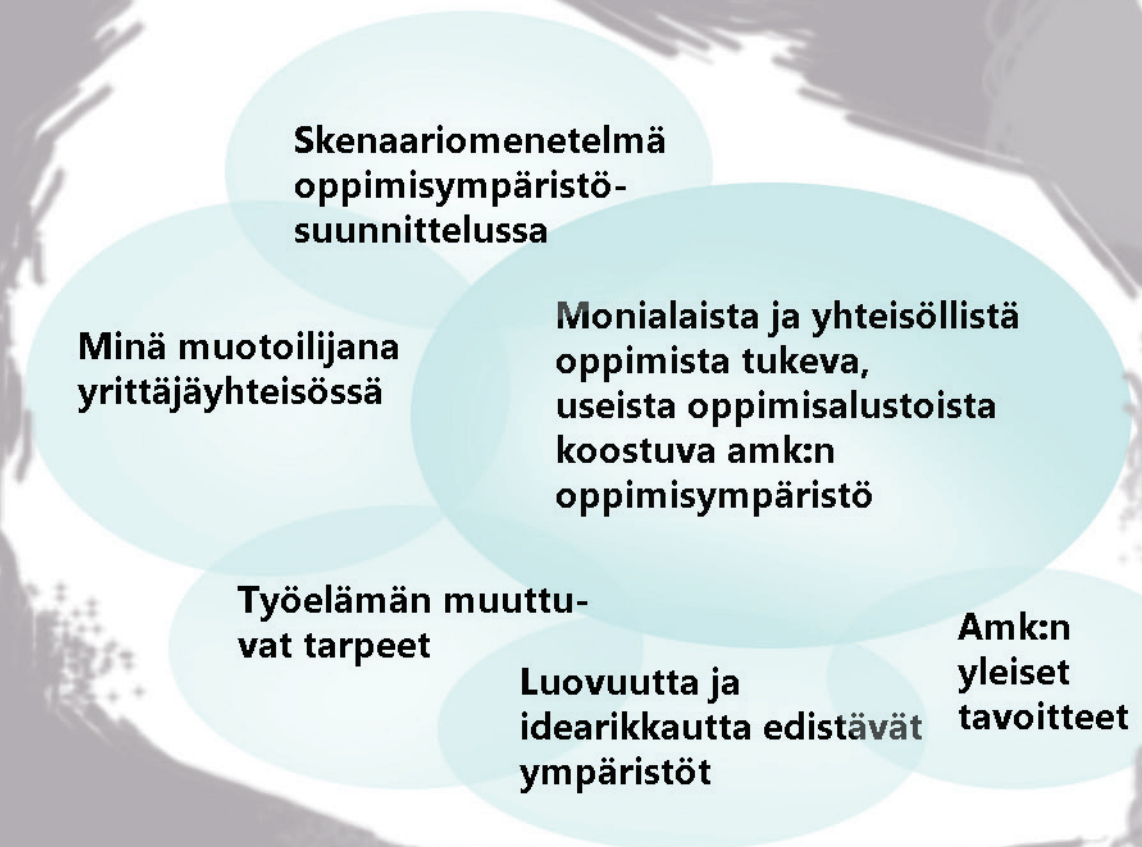 Skenaariomenetelmä
oppimisympäristö-
suunnittelussa
Minä muotoilijana
yrittäjäyhteisössä
Monialaista ja yhteisöllistä
oppimista tukeva,
useista oppimisalustoista
koostuva amk:n
oppimisympäristö
Työelämän muuttu-
vat tarpeet
Luovuutta ja
idearikkautta edistävät
ympäristöt
Amk:n
yleiset
tavoitteet